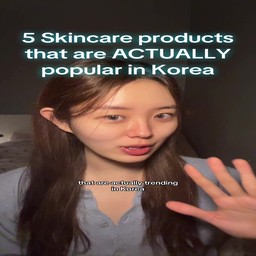 5 Skincare products
that are ACTUALLY
popular in Korea
that are actually trending
in Korea